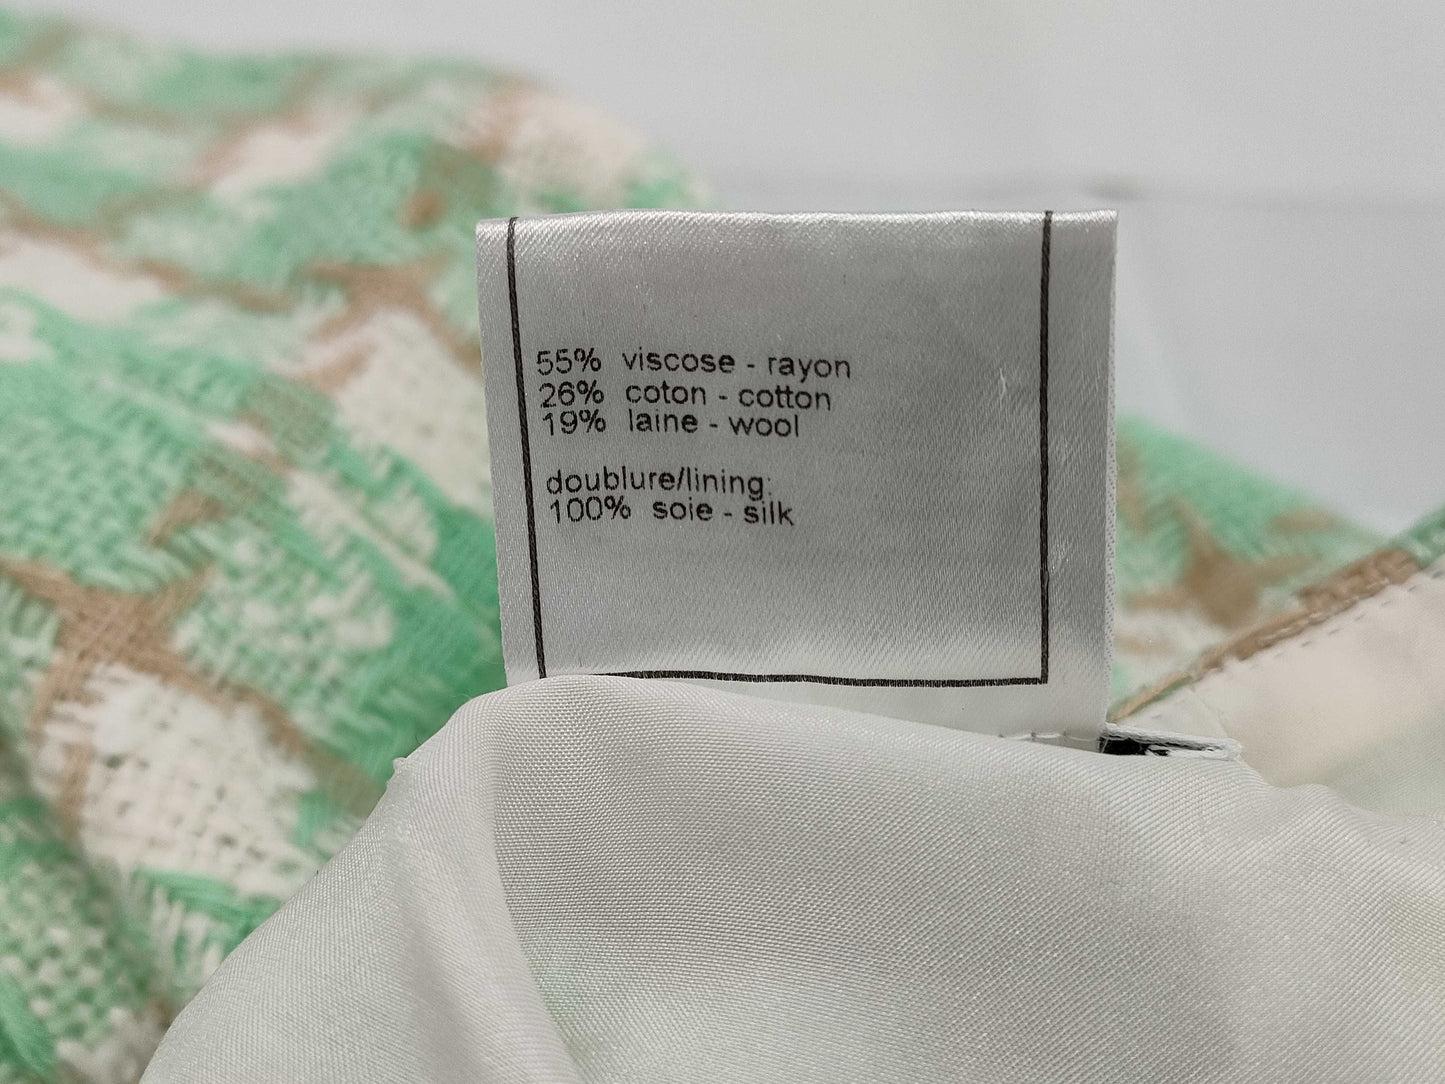 55% viscose - rayon
26% coton - cotton
19% laine - wool
doublure/lining:
100% soie - silk